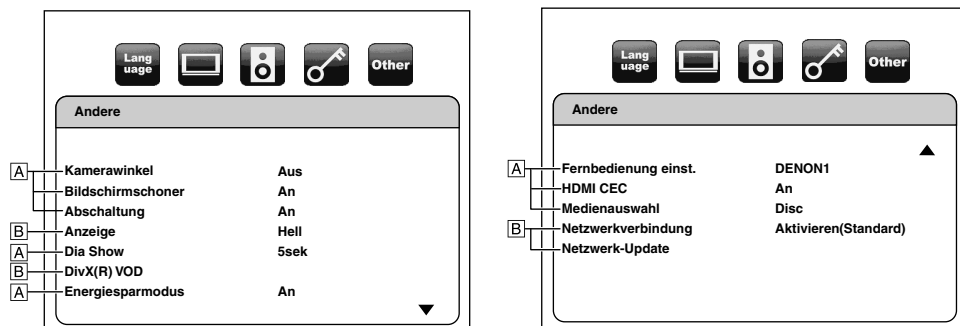 Lang
uage
Other
Andere
A Kamerawinkel Aus
Bildschirmschoner An
Abschaltung An
B Anzeige Hell
A Dia Show 5sek
B DivX(R) VOD
A Energiesparmodus An
Lang
uage
Other
Andere
A Fernbedienung einst. DENON1
HDMI CEC An
Medienauswahl Disc
B Netzwerkverbindung Aktivieren(Standard)
Netzwerk-Update